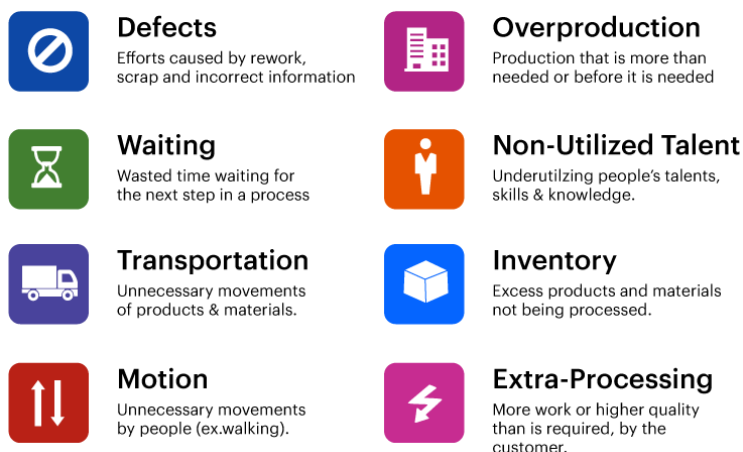 Defects
Efforts caused by rework,
scrap and incorrect information
Overproduction
Production that is more than
needed or before it is needed
Waiting
Wasted time waiting for
the next step in a process
Non-Utilized Talent
Underutilzing people's talents,
skills & knowledge.
Transportation
Unnecessary movements
of products & materials.
Inventory
Excess products and materials
not being processed.
Motion
Unnecessary movements
by people (ex.walking).
Extra-Processing
More work or higher quality
than is required, by the
customer.